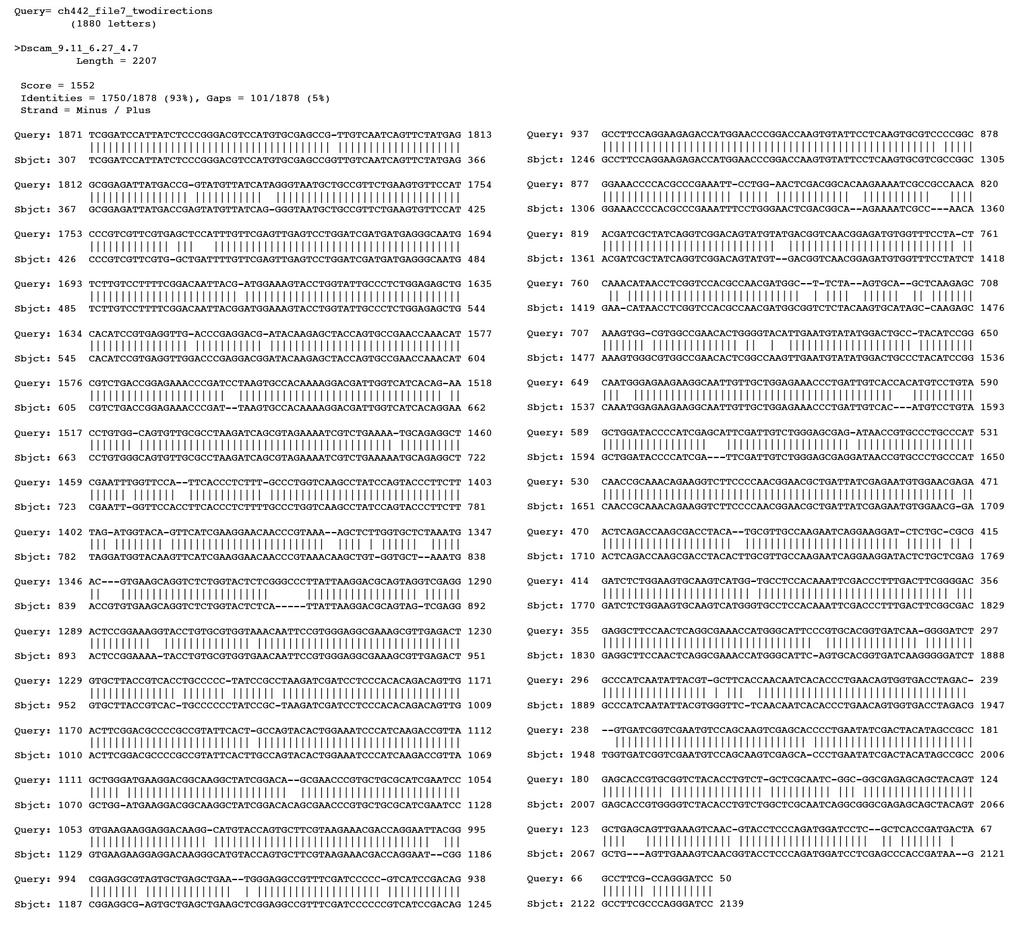 Query= ch442_file7_twodirections
(1880 letters)
>Dscam_9.11_6.27_4.7
Length = 2207
Score = 1552
Identities = 1750/1878 (93%), Gaps = 101/1878 (5%)
Strand = Minus / Plus
Query: 1871 TCGGATCCATTATCTCCCGGGACGTCCATGTGCGAGCCG-TTGTCAATCAGTTCTATGAG 1813
Sbjct: 307 TCGGATCCATTATCTCCCGGGACGTCCATGTGCGAGCCGGTTGTCAATCAGTTCTATGAG 366
Query: 1812 GCGGAGATTATGACCG-GTATGTTATCATAGGGTAATGCTGCCGTTCTGAAGTGTTCCAT 1754
Sbjct: 367 GCGGAGATTATGACCGAGTATGTTATCAG-GGGTAATGCTGCCGTTCTGAAGTGTTCCAT 425
Query: 1753 CCCGTCGTTCGTGAGCTCCATTTGTTCGAGTTGAGTCCTGGATCGATGATGAGGGCAATG 1694
Sbjct: 426 CCCGTCGTTCGTG-GCTGATTTTGTTCGAGTTGAGTCCTGGATCGATGATGAGGGCAATG 484
Query: 1693 TCTTGTCCTTTTCGGACAATTACG-ATGGAAAGTACCTGGTATTGCCCTCTGGAGAGCTG 1635
Sbjct: 485 TCTTGTCCTTTTCGGACAATTACGGATGGAAAGTACCTGGTATTGCCCTCTGGAGAGCTG 544
Query: 1634 CACATCCGTGAGGTTG-ACCCGAGGACG-ATACAAGAGCTACCAGTGCCGAACCAAACAT 1577
Sbjct: 545 CACATCCGTGAGGTTGGACCCGAGGACGGATACAAGAGCTACCAGTGCCGAACCAAACAT 604
Query: 1576 CGTCTGACCGGAGAAACCCGATCCTAAGTGCCACAAAAGGACGATTGGTCATCACAG-AA 1518
Sbjct: 605 CGTCTGACCGGAGAAACCCGAT--TAAGTGCCACAAAAGGACGATTGGTCATCACAGGAA 662
Query: 1517 CCTGTGG-CAGTGTTGCGCCTAAGATCAGCGTAGAAAATCGTCTGAAAA-TGCAGAGGCT 1460
Sbjct: 663 CCTGTGGGCAGTGTTGCGCCTAAGATCAGCGTAGAAAATCGTCTGAAAAATGCAGAGGCT 722
Query: 1459 CGAATTTGGTTCCA--TTCACCCTCTTT-GCCCTGGTCAAGCCTATCCAGTACCCTTCTT 1403
Sbjct: 723 CGAATT-GGTTCCACCTTCACCCTCTTTTGCCCTGGTCAAGCCTATCCAGTACCCTTCTT 781
Query: 1402 TAG-ATGGTACA-GTTCATCGAAGGAACAACCCGTAAA--AGCTCTTGGTGCTCTAAATG 1347
Sbjct: 782 TAGGATGGTACAAGTTCATCGAGGAACAACCCGTAAACAAGCTGT-GGTGCT--AAATG 838
Query: 1346 AC---GTGAAGCAGGTCTCTGGTACTCTCGGGCCCTTATTAAGGACGCAGTAGGTCGAGG 1290
Sbjct: 839 ACCGTGTGAAGCAGGTCTCTGGTACTCTCA-----TTATTAAGGACGCAGTAG-TCGAGG 892
Query: 1289 ACTCCGGAAAGGTACCTGTGCGTGGTAAACAATTCCGTGGGAGGCGAAAGCGTTGAGACT 1230
Sbjct: 893 ACTCCGGAAAA-TACCTGTGCGTGGTGAACAATTCCGTGGGAGGCGAAAGCGTTGAGACT 951
Query: 1229 GTGCTTACCGTCACCTGCCCCC-TATCCGCCTAAGATCGATCCTCCCACACAGACAGTTG 1171
Sbjct: 952 GTGCTTACCGTCAC-TGCCCCCCTATCCGC-TAAGATCGATCCTCCCACACAGACAGTTG 1009
Query: 1170 ACTTCGGACGCCCCGCCGTATTCACT-GCCAGTACACTGGAAATCCCATCAAGACCGTTA 1112
Sbjct: 1010 ACTTCGGACGCCCCGCCGTATTCACTTGCCAGTACACTGGAAATCCCATCAAGACCGTTA 1069
Query: 1111 GCTGGGATGAAGGACGGCAAGGCTATCGGACA--GCGAACCCGTGCTGCGCATCGAATCC 1054
Sbjct: 1070 GCTGG-ATGAAGGACGGCAAGGCTATCGGACACAGCGAACCCGTGCTGCGCATCGAATCC 1128
Query: 1053 GTGAAGAAGGAGGACAAGG-CATGTACCAGTGCTTCGTAAGAAACGACCAGGAATTACGG 995
Sbjct: 1129 GTGAAGAAGGAGGACAAGGGCATGTACCAGTGCTTCGTAAGAAACGACCAGGAAT--CGG 1186
Query: 994 CGGAGGCGTAGTGCTGAGCTGAA--TGGGAGGCCGTTTCGATCCCCC-GTCATCCGACAG 938
Sbjct: 1187 CGGAGGCG-AGTGCTGAGCTGAAGCTCGGAGGCCGTTTCGATCCCCCCGTCATCCGACAG 1245
Query: 937 GCCTTCCAGGAAGAGACCATGGAACCCGGACCAAGTGTATTCCTCAAGTGCGTCCCCGGC 878
Sbjct: 1246 GCCTTCCAGGAAGAGACCATGGAACCCGGACCAAGTGTATTCCTCAAGTGCGTCGCCGGC 1305
Query: 877 GGAAACCCCACGCCCGAAATT-CCTGG-AACTCGACGGCACAAGAAAATCGCCGCCAACA 820
Sbjct: 1306 GGAAACCCCACGCCCGAAATTTCCTGGGAACTCGACGGCA--AGAAAATCGCC---AACA 1360
Query: 819 ACGATCGCTATCAGGTCGGACAGTATGTATGACGGTCAACGGAGATGTGGTTTCCTA-CT 761
Sbjct: 1361 ACGATCGCTATCAGGTCGGACAGTATGT--GACGGTCAACGGAGATGTGGTTTCCTATCT 1418
Query: 760 CAAACATAACCTCGGTCCACGCCAACGATGGC--T-TCTA--AGTGCA--GCTCAAGAGC 708
Sbjct: 1419 GAA-CATAACCTCGGTCCACGCCAACGATGGCGGTCTCTACAAGTGCATAGC-CAAGAGC 1476
Query: 707 AAAGTGG-CGTGGCCGAACACTGGGGTACATTGAATGTATATGGACTGCC-TACATCCGG 650
Sbjct: 1477 AAAGTGGGCGTGGCCGAACACTCGGCCAAGTTGAATGTATATGGACTGCCCTACATCCGG 1536
Query: 649 CAATGGGAGAAGAAGGCAATTGTTGCTGGAGAAACCCTGATTGTCACCACATGTCCTGTA 590
Sbjct: 1537 CAAATGGAGAAGAAGGCAATTGTTGCTGGAGAAACCCTGATTGTCAC---ATGTCCTGTA 1593
Query: 589 GCTGGATACCCCATCGAGCATTCGATTGTCTGGGAGCGAG-ATAACCGTGCCCTGCCCAT 531
Sbjct: 1594 GCTGGATACCCCATCGA---TTCGATTGTCTGGGAGCGAGGATAACCGTGCCCTGCCCAT 1650
Query: 530 CAACCGCAAACAGAAGGTCTTCCCCAACGGAACGCTGATTATCGAGAATGTGGAACGAGA 471
Sbjct: 1651 CAACCGCAAACAGAAGGTCTTCCCCAACGGAACGCTGATTATCGAGAATGTGGAACG-GA 1709
Query: 470 ACTCAGACCAAGCGACCTACA--TGCGTTGCCAAGAATCAGGAAGGAT-CTCTGC-CGCG 415
Sbjct: 1710 ACTCAGACCAAGCGACCTACACTTGCGTTGCCAAGAATCAGGAAGGATACTCTGCTCGAG 1769
Query: 414 GATCTCTGGAAGTGCAAGTCATGG-TGCCTCCACAAATTCGACCCTTTGACTTCGGGGAC 356
Sbjct: 1770 GATCTCTGGAAGTGCAAGTCATGGGTGCCTCCACAAATTCGACCCTTTGACTTCGGCGAC 1829
Query: 355 GAGGCTTCCAACTCAGGCGAAACCATGGGCATTCCCGTGCACGGTGATCAA-GGGGATCT 297
Sbjct: 1830 GAGGCTTCCAACTCAGGCGAAACCATGGGCATTC-AGTGCACGGTGATCAAGGGGGATCT 1888
Query: 296 GCCCATCAATATTACGT-GCTTCACCAACAATCACACCCTGAACAGTGGTGACCTAGAC- 239
Sbjct: 1889 GCCCATCAATATTACGTGGGTTC-TCAACAATCACACCCTGAACAGTGGTGACCTAGACG 1947
Query: 238 --GTGATCGGTCGAATGTCCAGCAAGTCGAGCACCCCTGAATATCGACTACATAGCCGCC 181
Sbjct: 1948 TGGTGATCGGTCGAATGTCCAGCAAGTCGAGCA-CCCTGAATATCGACTACATAGCCGCC 2006
Query: 180 GAGCACCGTGCGGTCTACACCTGTCT-GCTCGCAATC-GGC-GGCGAGAGCAGCTACAGT 124
Sbjct: 2007 GAGCACCGTGGGGTCTACACCTGTCTGGCTCGCAATCAGGCGGGCGAGAGCAGCTACAGT 2066
Query: 123 GCTGAGCAGTTGAAAGTCAAC-GTACCTCCCAGATGGATCCTC--GCTCACCGATGACTA 67
Sbjct: 2067 GCTG---AGTTGAAAGTCAACGGTACCTCCCAGATGGATCCTCGAGCCCACCGATAA--G 2121
Query: 66 GCCTTCG-CCAGGGATCC 50
Sbjct: 2122 GCCTTCGCCCAGGGATCC 2139